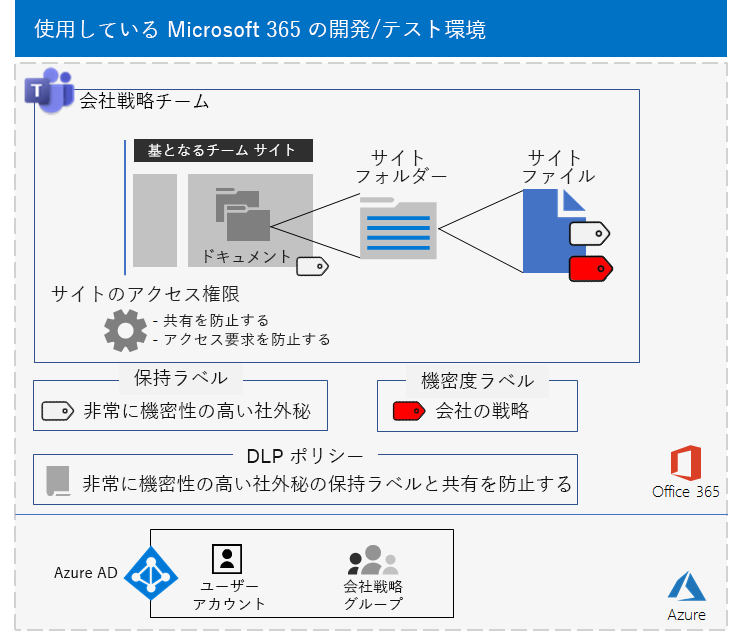 使用している Microsoft 365 の開発/テスト環境
T
会社戦略チーム
基となるチーム サイト
サイト
フォルダー
サイト
ファイル
ドキュメント
サイトのアクセス権限
- 共有を防止する
- アクセス要求を防止する
保持ラベル
非常に機密性の高い社外秘
機密度ラベル
会社の戦略
DLP ポリシー
非常に機密性の高い社外秘の保持ラベルと共有を防止する
Office 365
Azure AD
ユーザー
アカウント
会社戦略
グループ
Azure